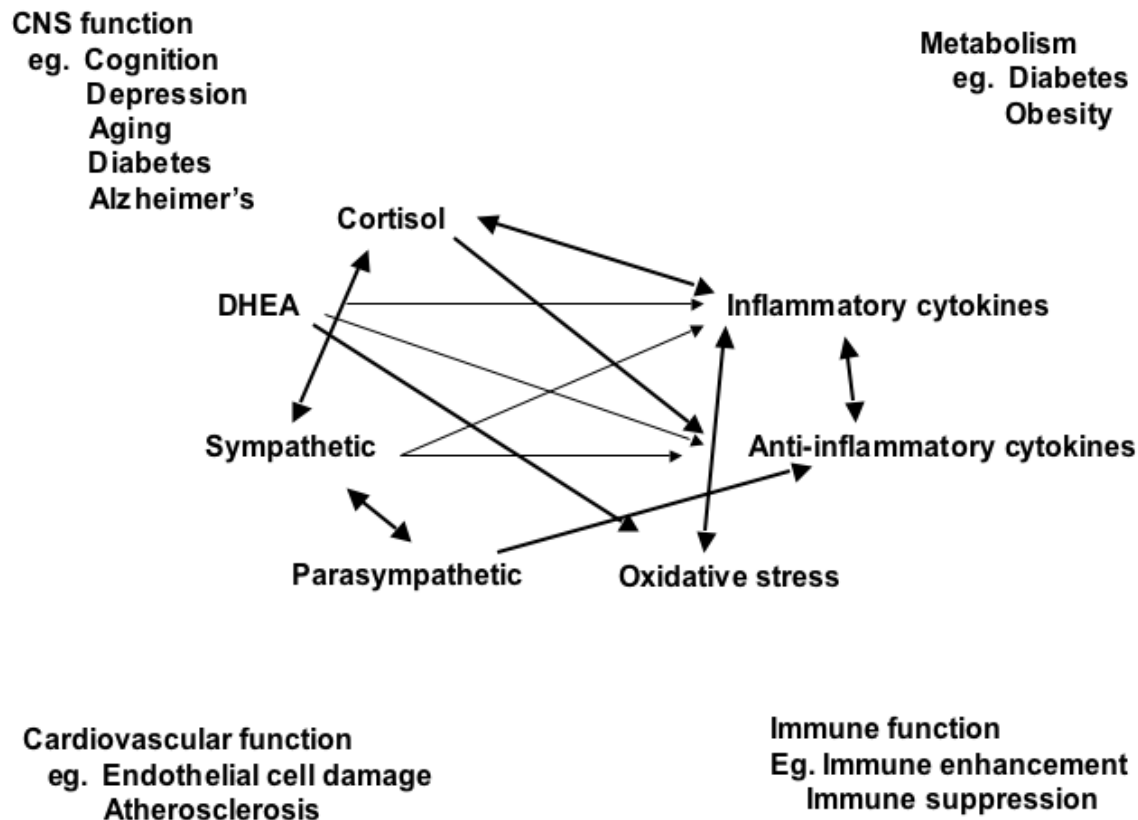 CNS function
eg. Cognition
Depression
Aging
Diabetes
Alzheimer’s
Metabolism
eg. Diabetes
Obesity
Cortisol
DHEA
Inflammatory cytokines
Sympathetic
Anti-inflammatory cytokines
Parasympathetic
Oxidative stress
Cardiovascular function
eg. Endothelial cell damage
Atherosclerosis
Immune function
Eg. Immune enhancement
Immune suppression